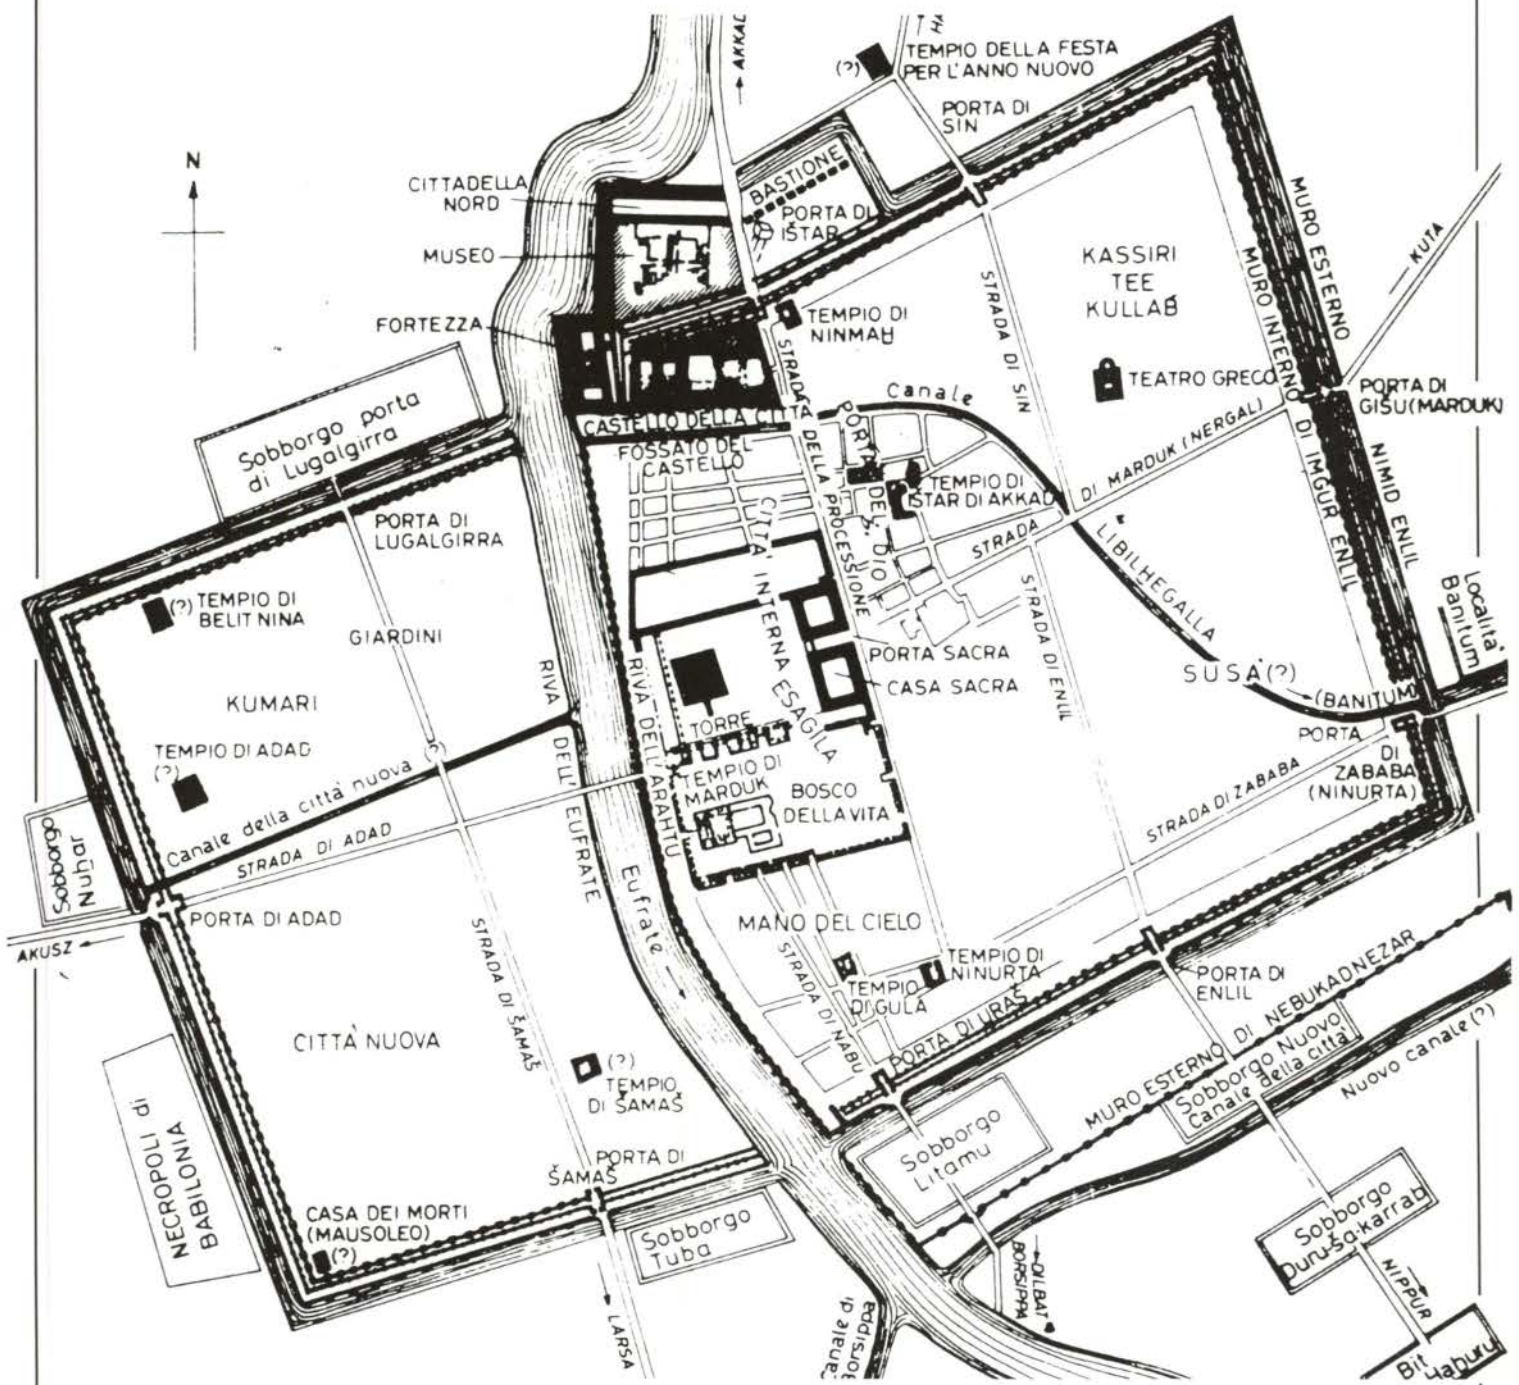 AKKAD
TEMPIO DELLA FESTA
PER L'ANNO NUOVO
(?)
PORTA DI
SIN
N
CITTADELLA
NORD
BASTIONE
PORTA DI
IŠTAR
MUSEO
KASSIRI
TEE
KULLAB
MURO ESTERNO
MURO INTERNO DI IMGUR ENLIL
NIMID ENLIL
KUTA
STRADA DI SIN
FORTEZZA
TEMPIO DI
NINMAH
TEATRO GRECO
PORTA DI
GIŠU(MARDUK)
Canale
LIBILHEGALLA
CASTELLO DELLA CITTÀ
FOSSATO DEL
CASTELLO
STRADA DELLA PROCESSIONE
PORTA DEL DIO
TEMPIO DI
IŠTAR DI AKKAD
STRADA DI MARDUK (NERGAL)
Sobborgo porta
di Lugalgirra
PORTA DI
LUGALGIRRA
(?) TEMPIO DI
BELIT NINA
GIARDINI
KUMARI
TEMPIO DI ADAD
(?)
RIVA DELL'EUFRATE
RIVA DELL'ARAHTU
CITTA' INTERNA ESAGILA
PORTA SACRA
CASA SACRA
STRADA DI ENLIL
SUSA'(?)
(BANITUM)
Localita'
Banitum
PORTA
DI
ZABABA
(NINURTA)
STRADA DI ZABABA
TORRE
TEMPIO DI
MARDUK
BOSCO
DELLA VITA
Canale della città nuova (?)
STRADA DI ADAD
Sobborgo
Nuhar
PORTA DI ADAD
AKUSZ
Eufrate
MANO DEL CIELO
STRADA DI NABU
TEMPIO
DI GULA
TEMPIO DI
NINURTA
PORTA DI URAŠ
PORTA DI
ENLIL
STRADA DI ŠAMAŠ
CITTÀ NUOVA
(?)
TEMPIO
DI ŠAMAŠ
MURO ESTERNO DI NEBUKADNEZAR
Sobborgo Nuovo
Canale della città
Nuovo canale (?)
NECROPOLI di
BABILONIA
PORTA DI
ŠAMAŠ
CASA DEI MORTI
(MAUSOLEO)
(?)
Sobborgo
Tuba
Sobborgo
Litamu
Sobborgo
Duru-ša-karrab
LARSA
Canale di
Borsippa
BORSIPPA
DILBAT
NIPPUR
Bit
Haburu